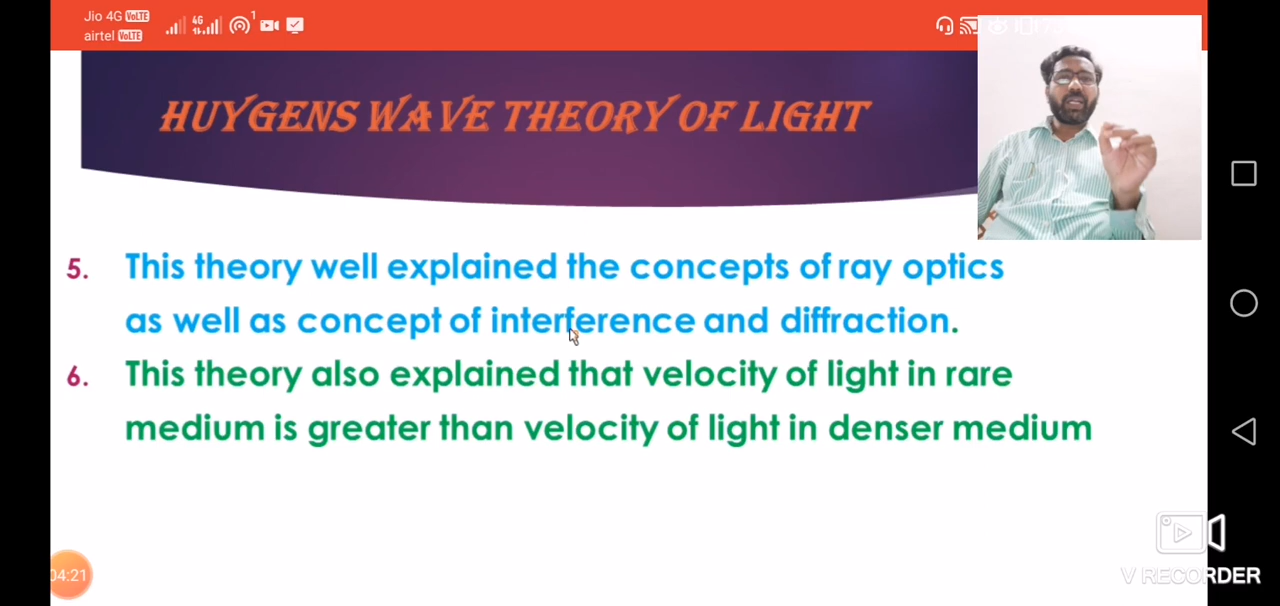 Jio 4G VoLTE
airtel VoLTE
4G
1
HUYGENS WAVE THEORY OF LIGHT
5. This theory well explained the concepts of ray optics
as well as concept of interference and diffraction.
6. This theory also explained that velocity of light in rare
medium is greater than velocity of light in denser medium
04:21
V RECORDER